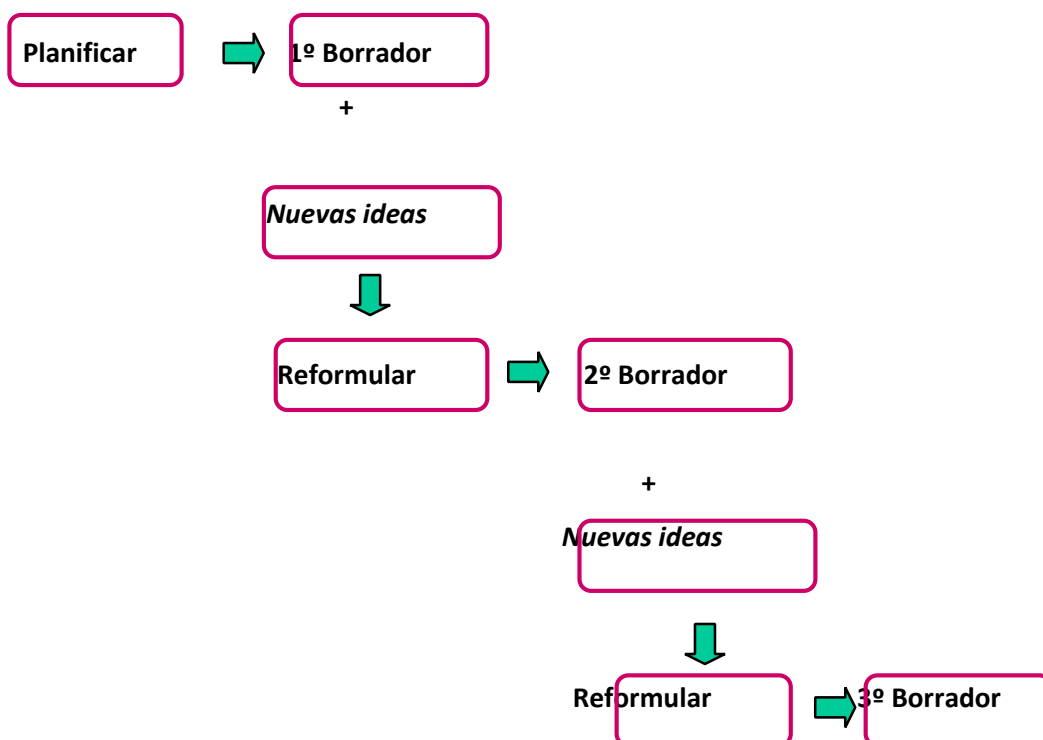 Planificar
1º Borrador
+
Nuevas ideas
Reformular
2º Borrador
+
Nuevas ideas
Reformular
3º Borrador